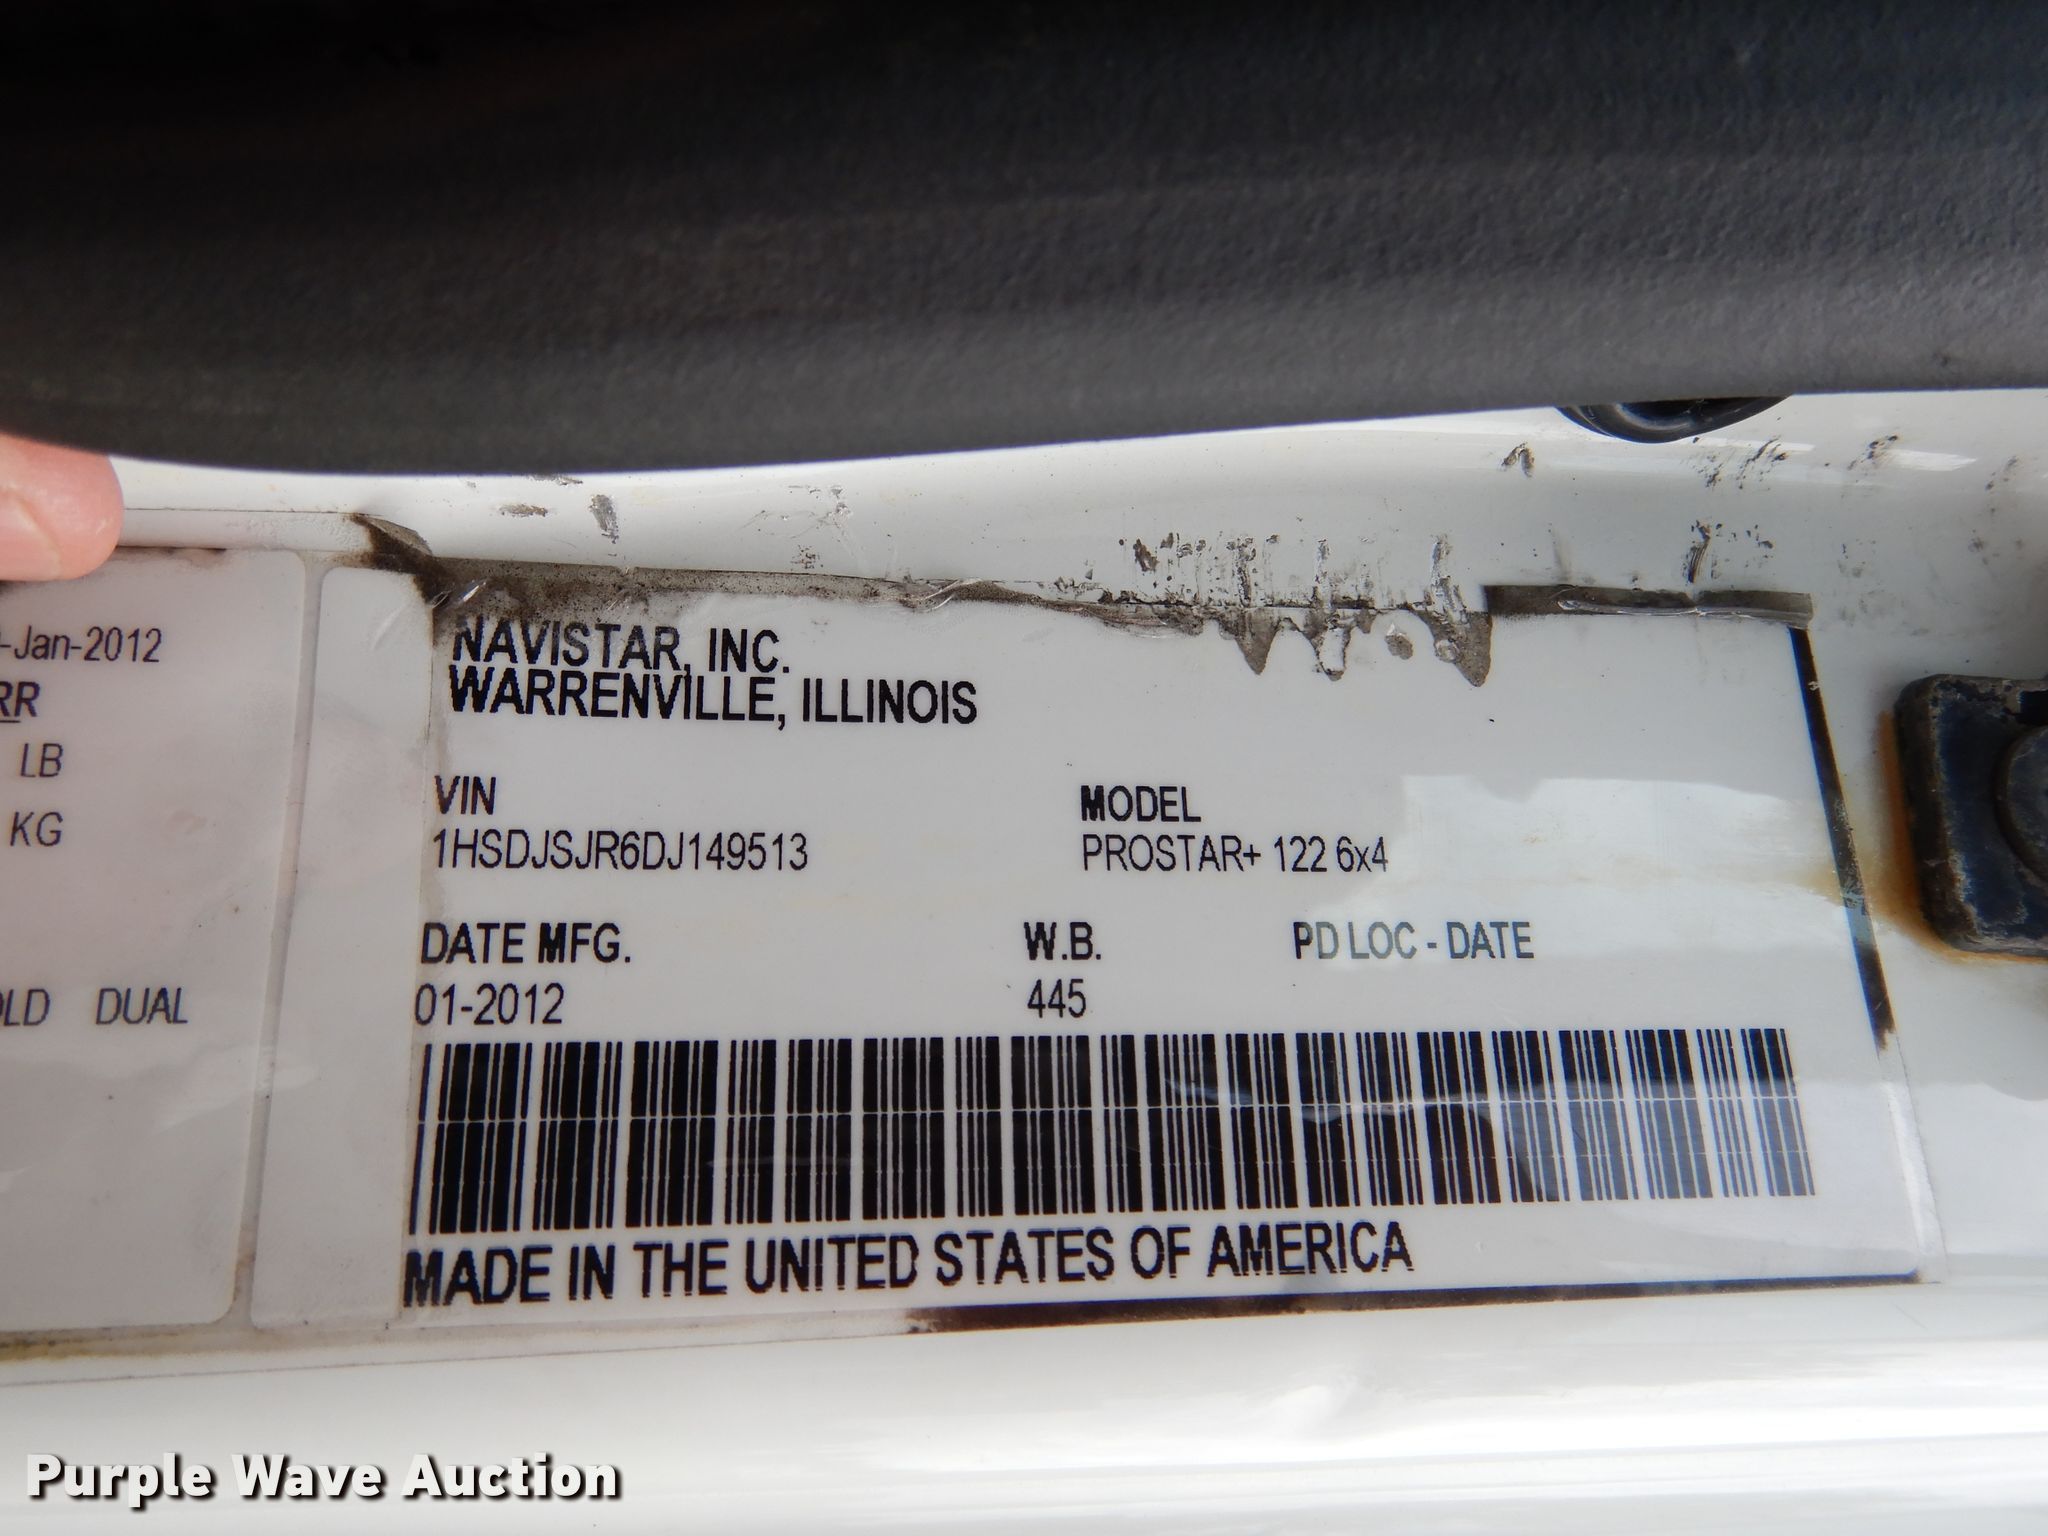 -Jan-2012
RR
LB
KG
OLD DUAL
NAVISTAR, INC.
WARRENVILLE, ILLINOIS
VIN
1HSDJSJR6DJ149513
MODEL
PROSTAR+ 122 6x4
DATE MFG.
01-2012
W.B.
445
PD LOC - DATE
MADE IN THE UNITED STATES OF AMERICA
Purple Wave Auction